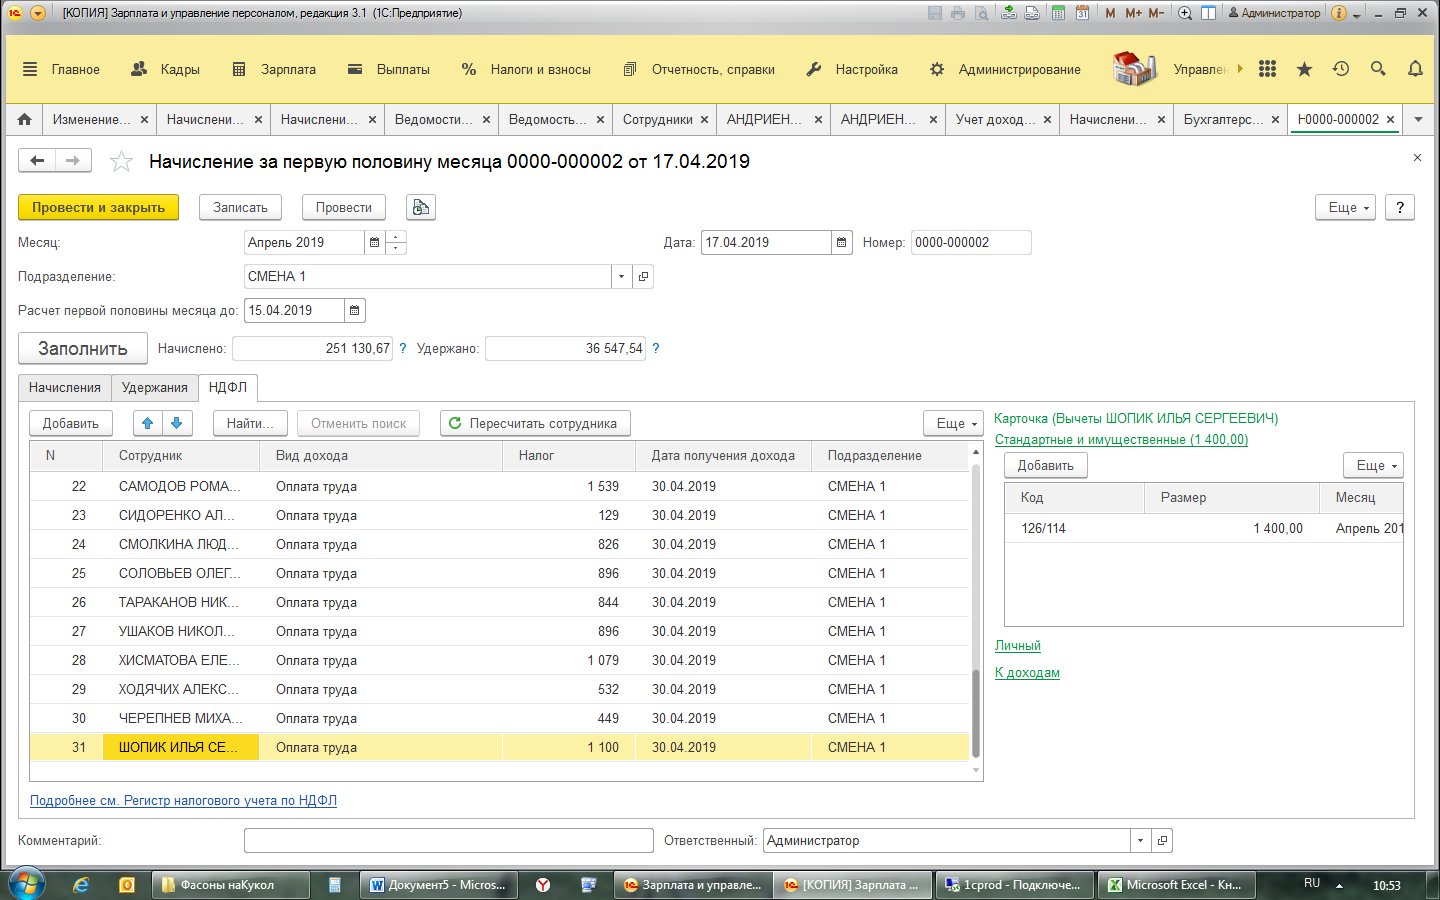 [КОПИЯ] Зарплата и управление персоналом, редакция 3.1 (1С:Предприятие)
M M+ M- Администратор
Главное Кадры Зарплата Выплаты Налоги и взносы Отчетность, справки Настройка Администрирование Управлен
Изменение... Начислени... Начислени... Ведомости... Ведомость... Сотрудники АНДРИЕН... АНДРИЕН... Учет доход... Начислени... Бухгалтерс... Н0000-000002
Начисление за первую половину месяца 0000-000002 от 17.04.2019
Провести и закрыть Записать Провести Еще ?
Месяц: Апрель 2019 Дата: 17.04.2019 Номер: 0000-000002
Подразделение: СМЕНА 1
Расчет первой половины месяца до: 15.04.2019
Заполнить Начислено: 251 130,67 ? Удержано: 36 547,54 ?
Начисления Удержания НДФЛ
Добавить Найти... Отменить поиск Пересчитать сотрудника Еще
N Сотрудник Вид дохода Налог Дата получения дохода Подразделение
22 САМОДОВ РОМА... Оплата труда 1 539 30.04.2019 СМЕНА 1
23 СИДОРЕНКО АЛ... Оплата труда 129 30.04.2019 СМЕНА 1
24 СМОЛКИНА ЛЮД... Оплата труда 826 30.04.2019 СМЕНА 1
25 СОЛОВЬЕВ ОЛЕГ... Оплата труда 896 30.04.2019 СМЕНА 1
26 ТАРАКАНОВ НИК... Оплата труда 844 30.04.2019 СМЕНА 1
27 УШАКОВ НИКОЛ... Оплата труда 896 30.04.2019 СМЕНА 1
28 ХИСМАТОВА ЕЛЕ... Оплата труда 1 079 30.04.2019 СМЕНА 1
29 ХОДЯЧИХ АЛЕКС... Оплата труда 532 30.04.2019 СМЕНА 1
30 ЧЕРЕПНЕВ МИХА... Оплата труда 449 30.04.2019 СМЕНА 1
31 ШОПИК ИЛЬЯ СЕ... Оплата труда 1 100 30.04.2019 СМЕНА 1
Карточка (Вычеты ШОПИК ИЛЬЯ СЕРГЕЕВИЧ)
Стандартные и имущественные (1 400,00)
Добавить Еще
Код Размер Месяц
126/114 1 400,00 Апрель 201
Личный
К доходам
Подробнее см. Регистр налогового учета по НДФЛ
Комментарий: Ответственный: Администратор
Фасоны наКукол Документ5 - Micros... Зарплата и управле... [КОПИЯ] Зарплата ... 1cprod - Подключе... Microsoft Excel - Кн... RU 10:53